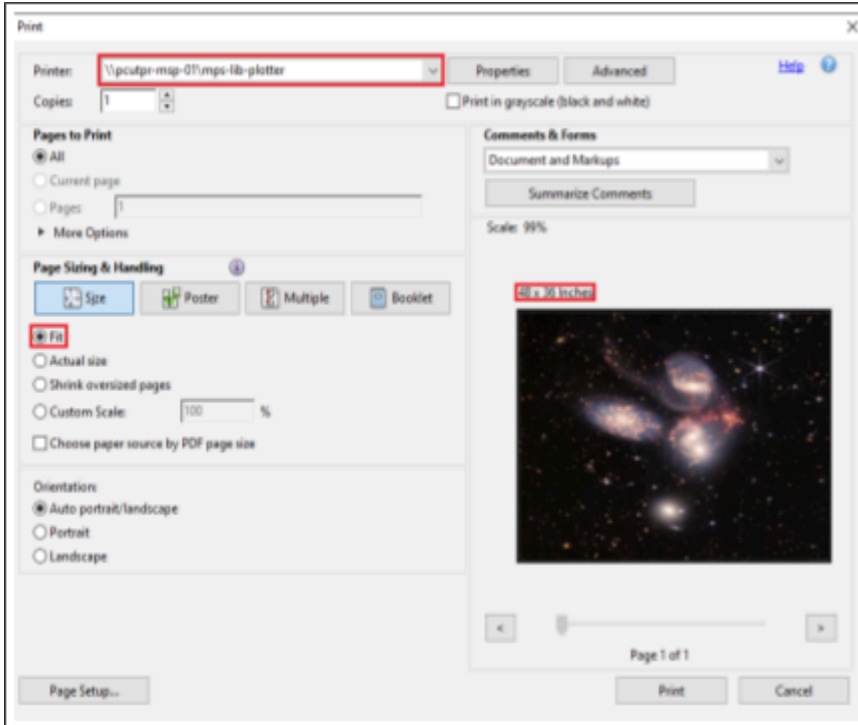 Print
Printer: \\pcutpr-msp-01\mps-lib-plotter Properties Advanced Help
Copies: 1 Print in grayscale (black and white)
Pages to Print
All
Current page
Pages 1
More Options
Comments & Forms
Document and Markups
Summarize Comments
Scale: 99%
Page Sizing & Handling
Size Poster Multiple Booklet
Fit
Actual size
Shrink oversized pages
Custom Scale: 100 %
Choose paper source by PDF page size
Orientation:
Auto portrait/landscape
Portrait
Landscape
48 x 36 Inches
< >
Page 1 of 1
Page Setup... Print Cancel